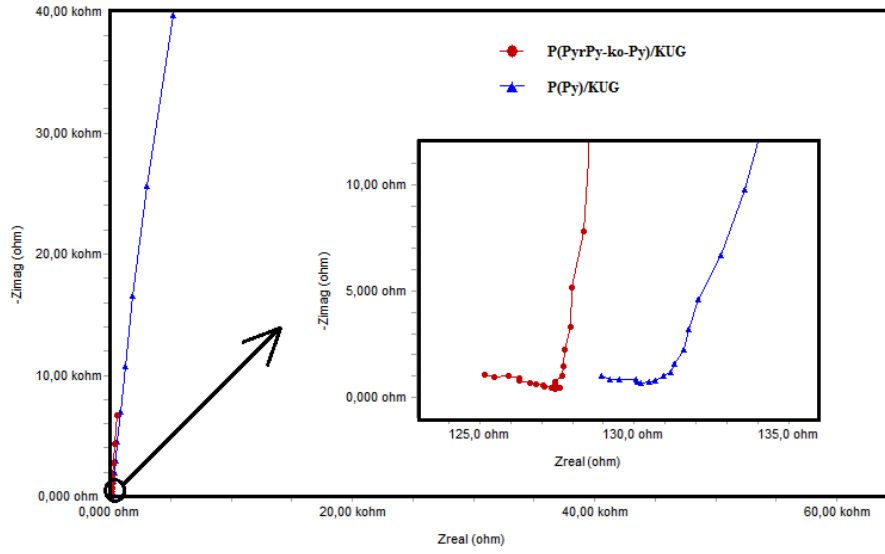 40,00 kohm
30,00 kohm
20,00 kohm
10,00 kohm
0,000 ohm
-Zimag (ohm)
0,000 ohm
20,00 kohm
40,00 kohm
60,00 kohm
Zreal (ohm)
P(PyrPy-ko-Py)/KUG
P(Py)/KUG
10,00 ohm
5,000 ohm
0,000 ohm
-Zimag (ohm)
125,0 ohm
130,0 ohm
135,0 ohm
Zreal (ohm)